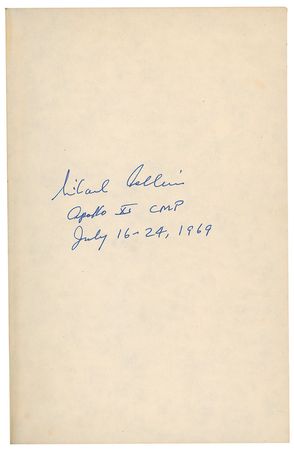 Michael Collins
Apollo XI CMP
July 16-24, 1969